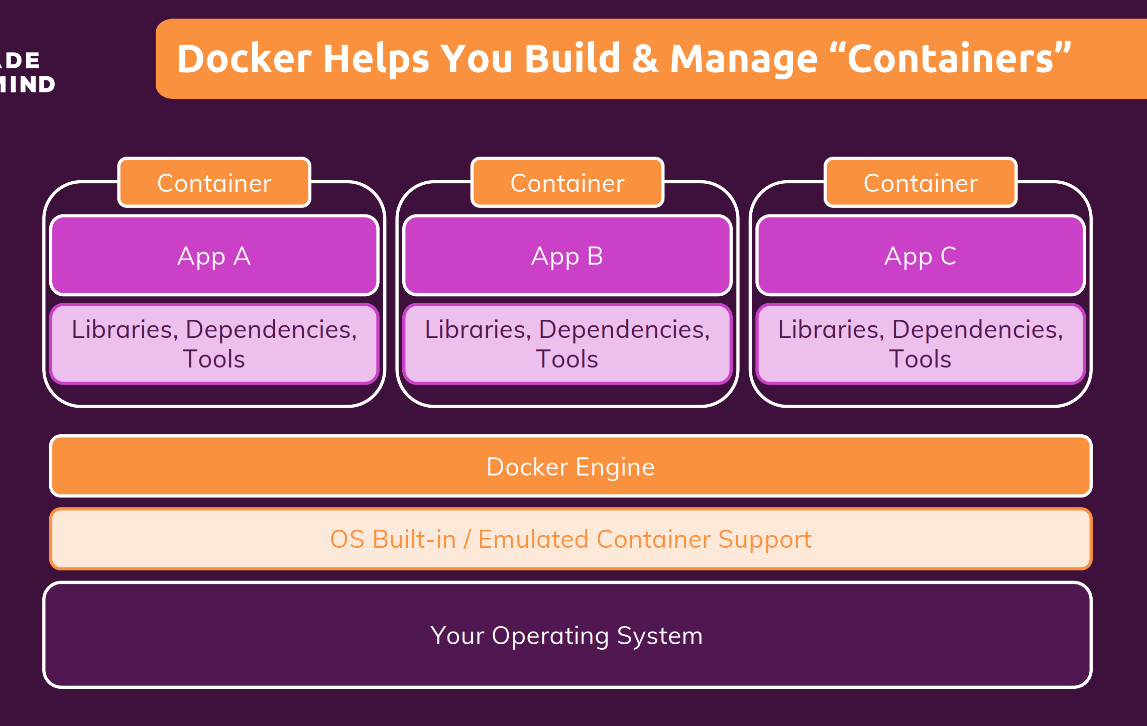 MIND
Docker Helps You Build & Manage “Containers”
Container
App A
Libraries, Dependencies,
Tools
Container
App B
Libraries, Dependencies,
Tools
Container
App C
Libraries, Dependencies,
Tools
Docker Engine
OS Built-in / Emulated Container Support
Your Operating System